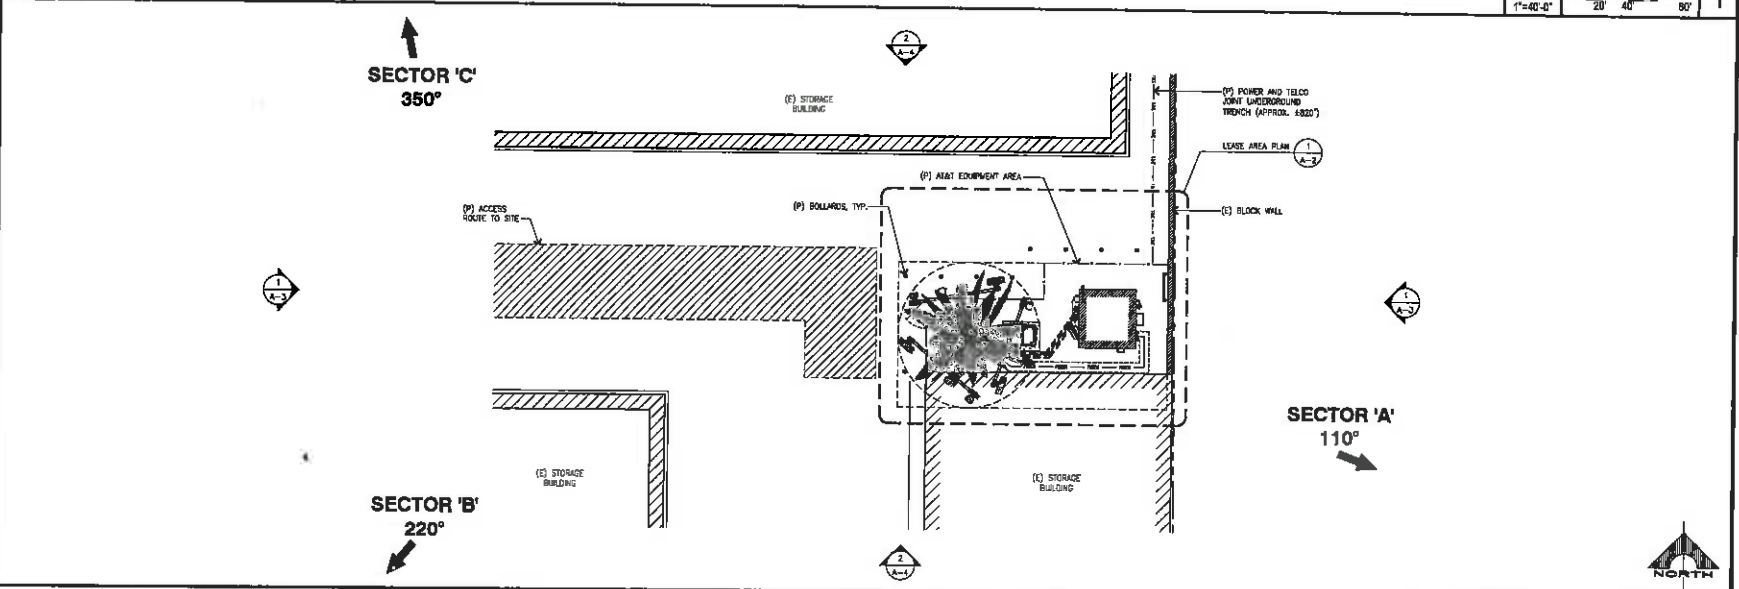 1"=40'-0"
20' 40' 80' 1
SECTOR 'C'
350°
2
A-4
(E) STORAGE
BUILDING
(P) POWER AND TELCO
JOINT UNDERGROUND
TRENCH (APPROX. ±820')
LEASE AREA PLAN
1
A-2
(P) AT&T EQUIPMENT AREA
(P) BOLLARDS, TYP.
(P) ACCESS
ROUTE TO SITE
(E) BLOCK WALL
1
A-3
1
A-3
SECTOR 'A'
110°
(E) STORAGE
BUILDING
(E) STORAGE
BUILDING
SECTOR 'B'
220°
2
A-4
NORTH